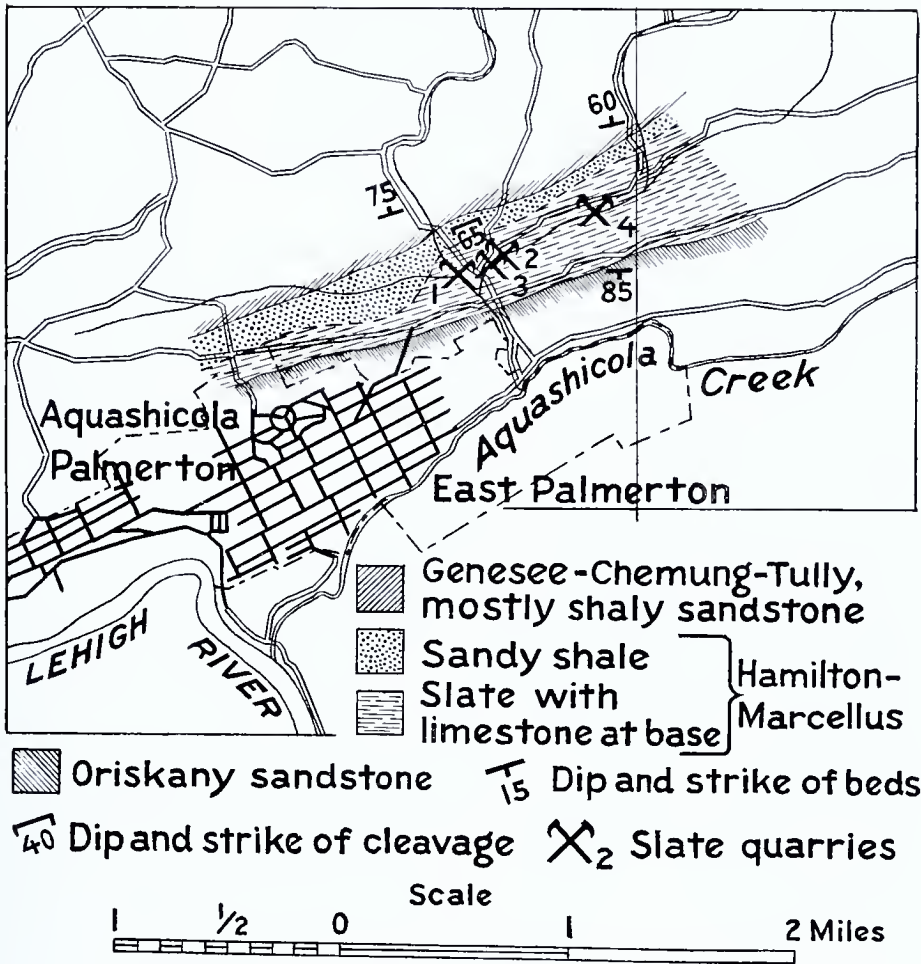 60
75
65
4
2
1
3
85
Aquashicola
Creek
Aquashicola
Palmerton
East Palmerton
LEHIGH
RIVER
Genesee-Chemung-Tully,
mostly shaly sandstone
Sandy shale
Slate with
limestone at base
Hamilton-
Marcellus
Oriskany sandstone
15 Dip and strike of beds
40 Dip and strike of cleavage
2 Slate quarries
Scale
1 1/2 0 1 2 Miles